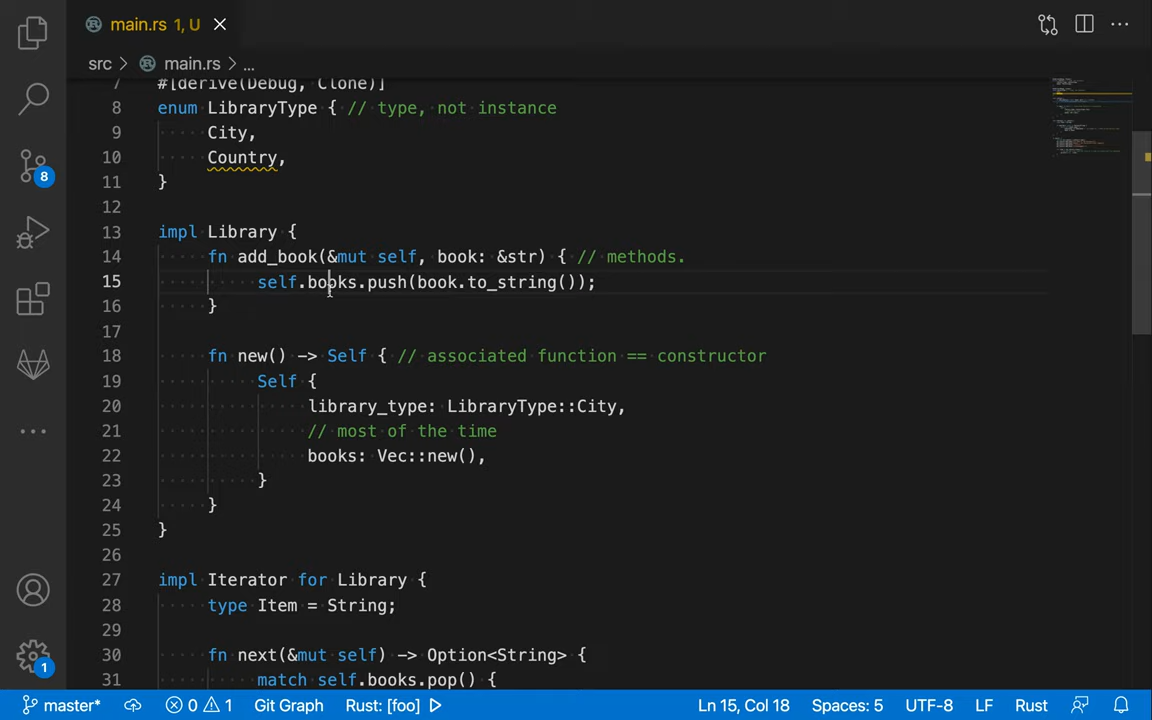 main.rs 1, U
src > main.rs > ...
7 #[derive(Debug, Clone)]
8 enum LibraryType { // type, not instance
9 City,
10 Country,
11 }
12
13 impl Library {
14 fn add_book(&mut self, book: &str) { // methods.
15 self.books.push(book.to_string());
16 }
17
18 fn new() -> Self { // associated function == constructor
19 Self {
20 library_type: LibraryType::City,
21 // most of the time
22 books: Vec::new(),
23 }
24 }
25 }
26
27 impl Iterator for Library {
28 type Item = String;
29
30 fn next(&mut self) -> Option<String> {
31 match self.books.pop() {
8
1
master* 0 1 Git Graph Rust: [foo] Ln 15, Col 18 Spaces: 5 UTF-8 LF Rust